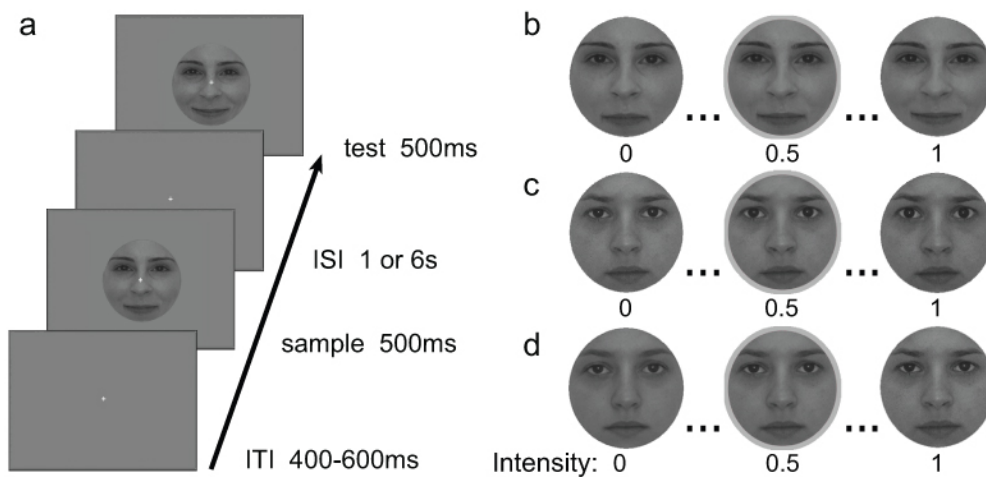 a
test 500ms
ISI 1 or 6s
sample 500ms
ITI 400-600ms
b
... ...
0 0.5 1
c
... ...
0 0.5 1
d
... ...
Intensity: 0 0.5 1